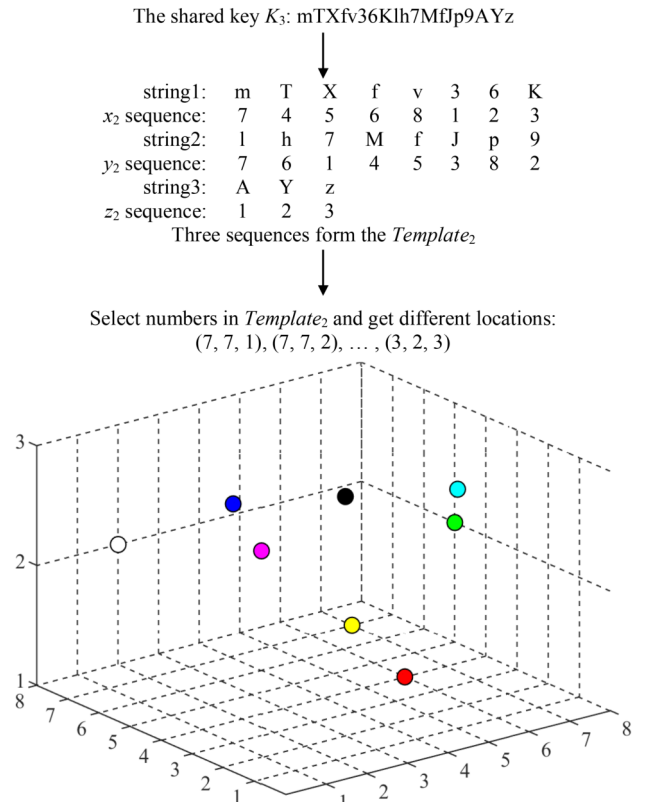 The shared key K3: mTXfv36Klh7MfJp9AYz
string1: m T X f v 3 6 K
x2 sequence: 7 4 5 6 8 1 2 3
string2: l h 7 M f J p 9
y2 sequence: 7 6 1 4 5 3 8 2
string3: A Y z
z2 sequence: 1 2 3
Three sequences form the Template2
Select numbers in Template2 and get different locations:
(7, 7, 1), (7, 7, 2), … , (3, 2, 3)
3
2
1
8
7
6
5
4
3
2
1
1
2
3
4
5
6
7
8